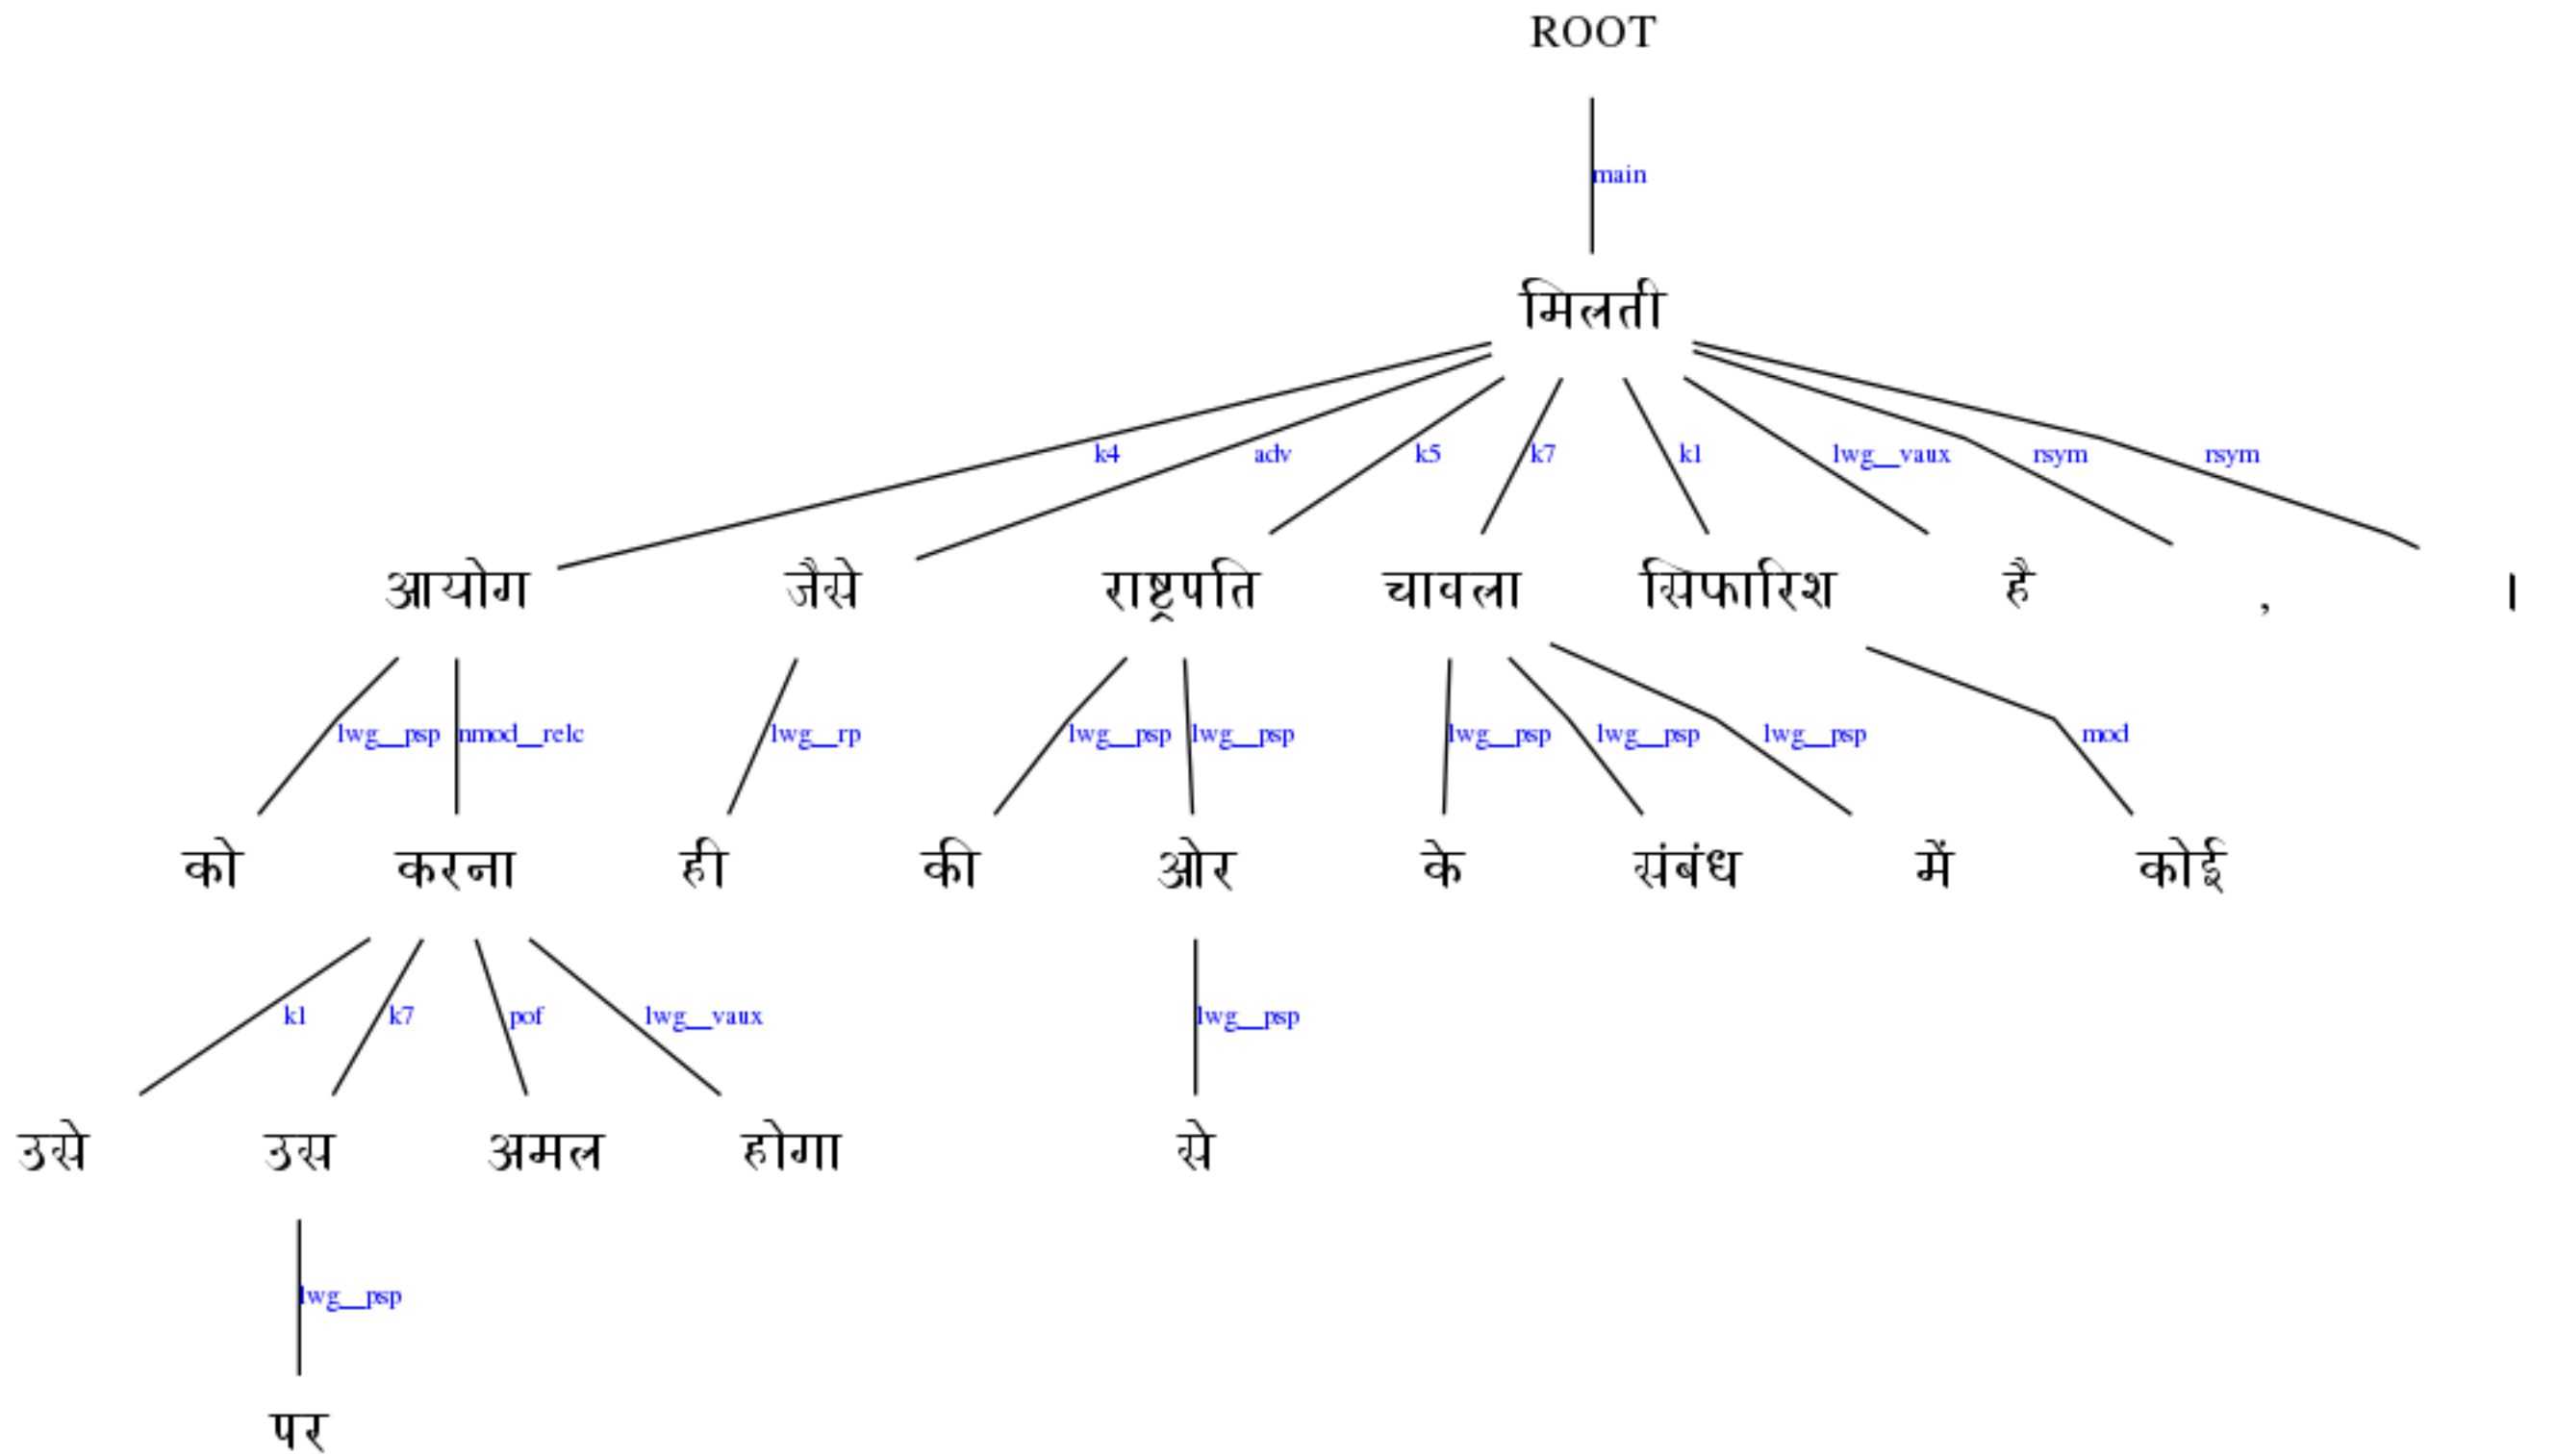 ROOT
main
मिलती
k4 adv k5 k7 k1 lwg__vaux rsym rsym
आयोग जैसे राष्ट्रपति चावला सिफारिश है , ।
lwg__psp nmod__relc lwg__rp lwg__psp lwg__psp lwg__psp lwg__psp lwg__psp mod
को करना ही की ओर के संबंध में कोई
k1 k7 pof lwg__vaux lwg__psp
उसे उस अमल होगा से
lwg__psp
पर